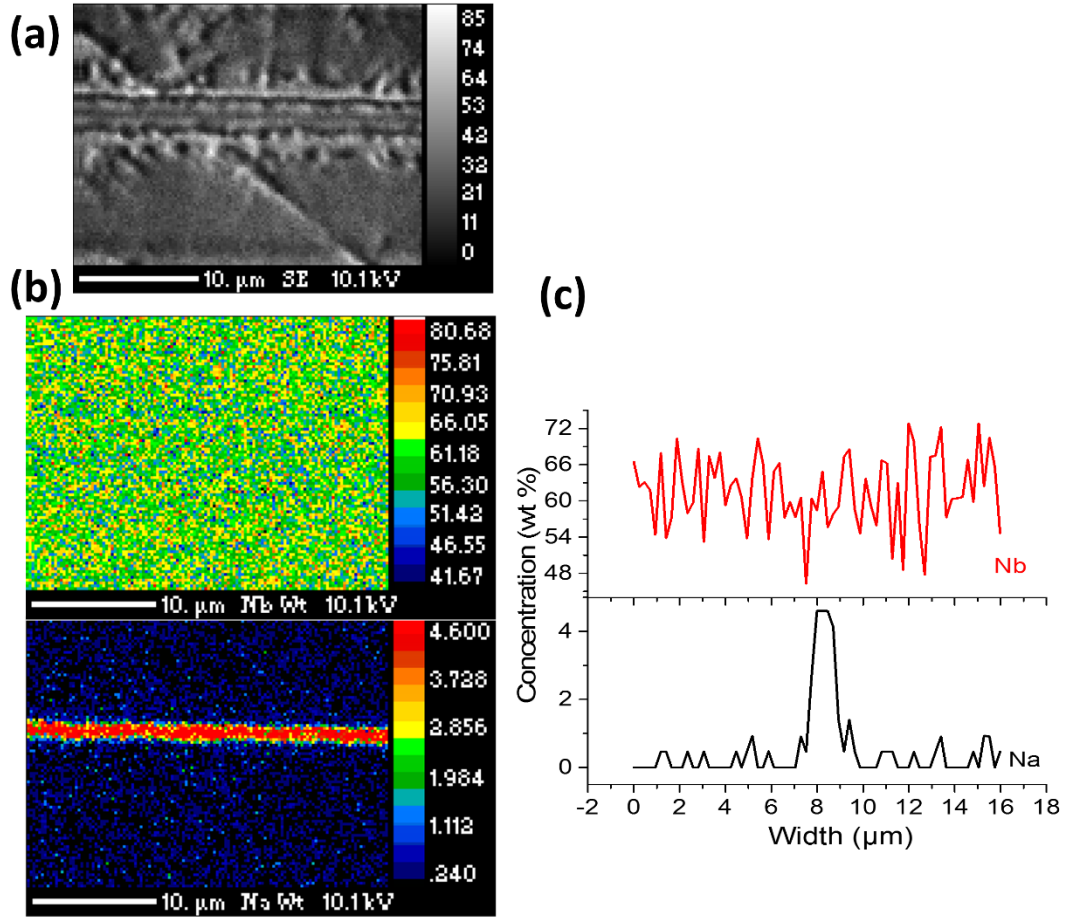 (a)
85
74
64
53
42
32
21
11
0
10. µm SE 10.1kV
(b)
80.68
75.81
70.93
66.05
61.18
56.30
51.42
46.55
41.67
10. µm Nb Wt 10.1kV
4.600
3.728
2.856
1.984
1.112
.240
10. µm Na Wt 10.1kV
(c)
Concentration (wt %)
72
66
60
54
48
Nb
4
2
0
Na
-2 0 2 4 6 8 10 12 14 16 18
Width (µm)